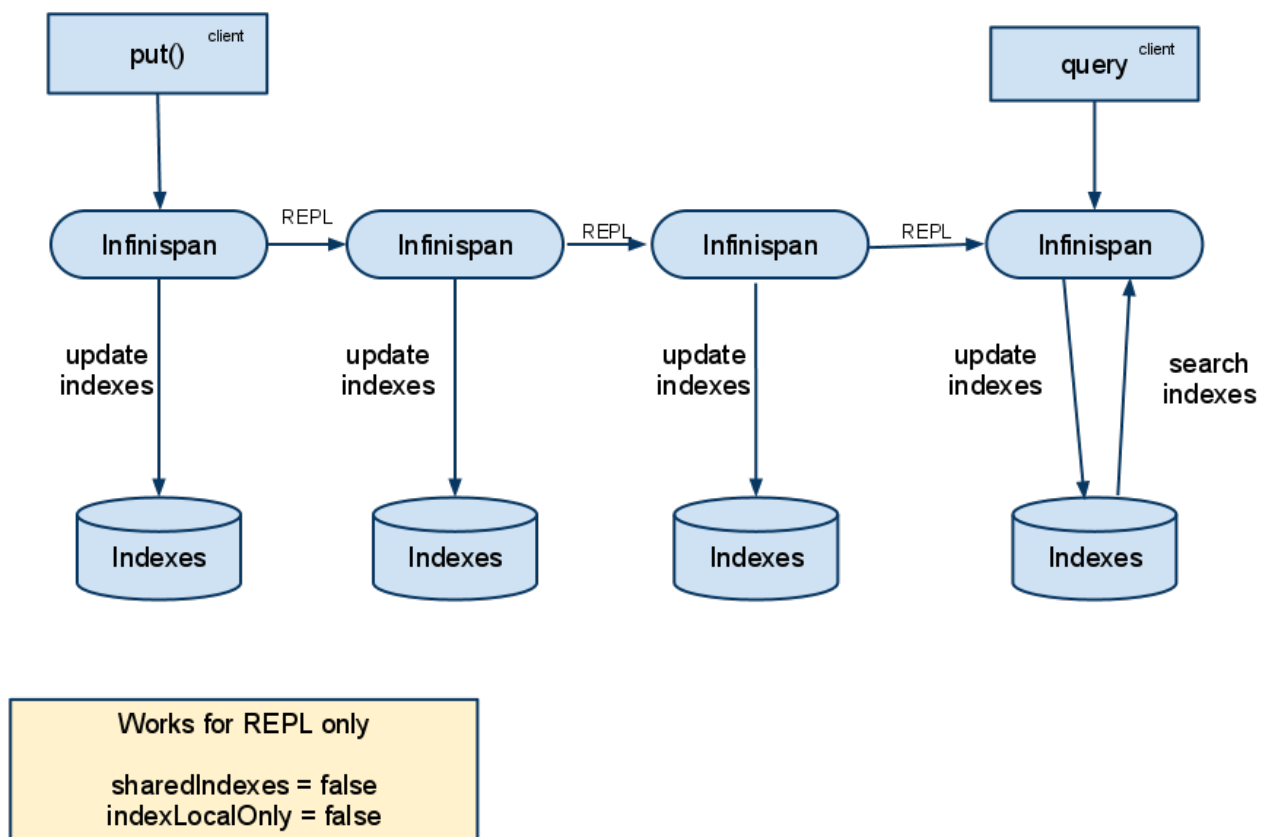 put()
client
query
client
Infinispan
REPL
Infinispan
REPL
Infinispan
REPL
Infinispan
update
indexes
update
indexes
update
indexes
update
indexes
search
indexes
Indexes
Indexes
Indexes
Indexes
Works for REPL only
sharedIndexes = false
indexLocalOnly = false